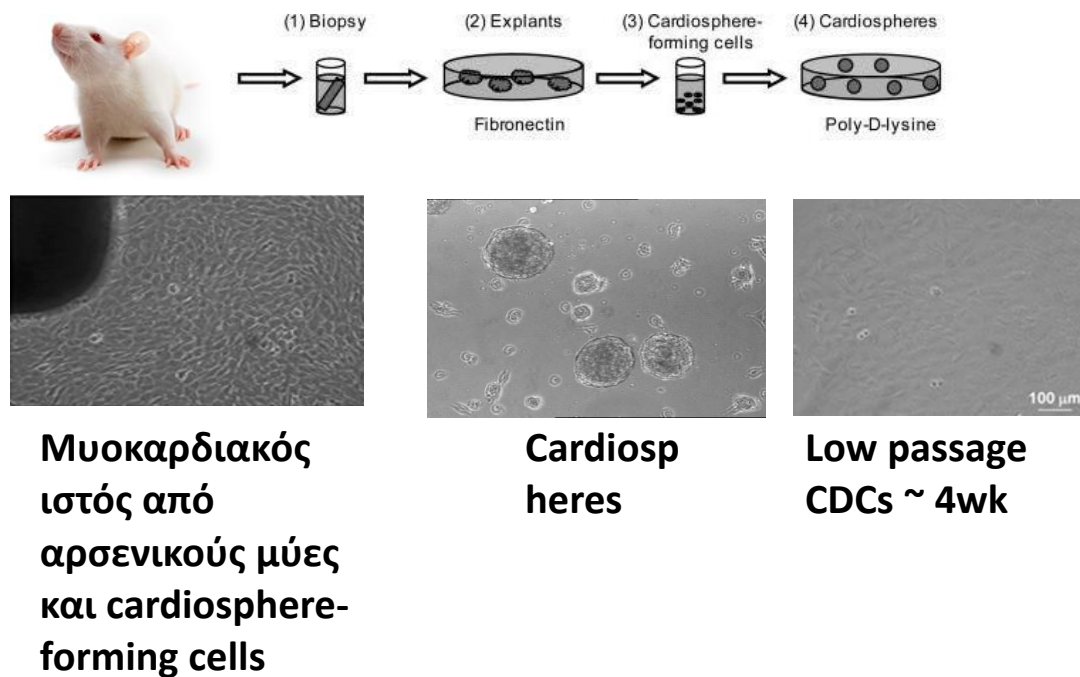 (1) Biopsy
(2) Explants
(3) Cardiosphere-
forming cells
(4) Cardiospheres
Fibronectin
Poly-D-lysine
100 μm
Μυοκαρδιακός
ιστός από
αρσενικούς μύες
και cardiosphere-
forming cells
Cardiosp
heres
Low passage
CDCs ~ 4wk